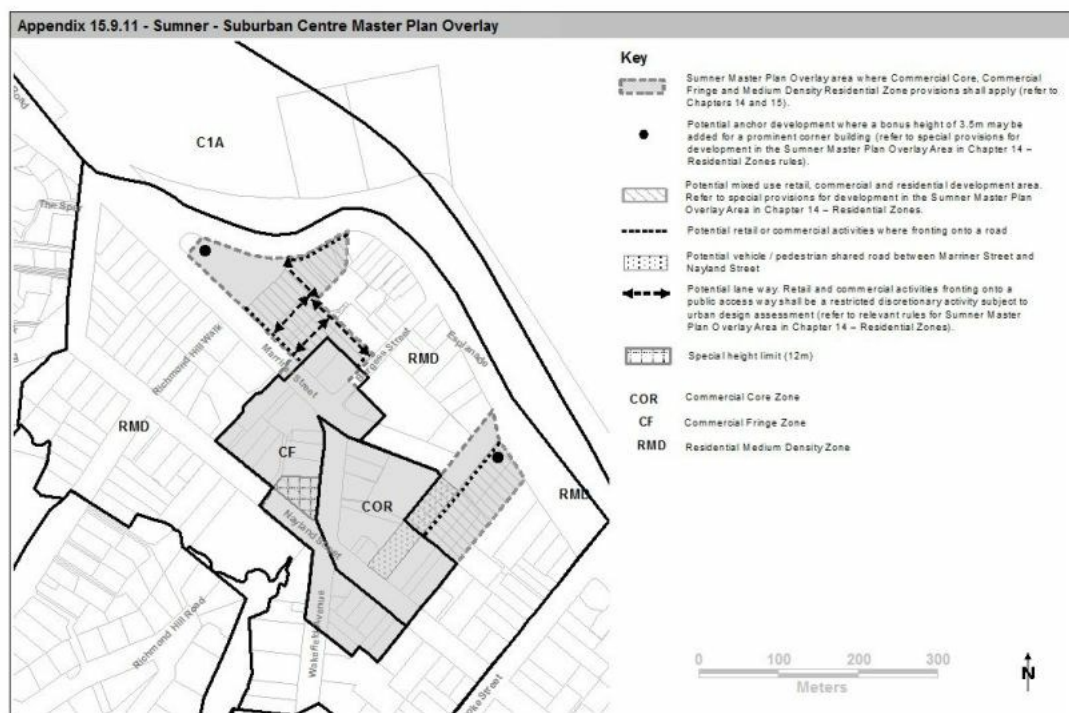 Appendix 15.9.11 - Sumner - Suburban Centre Master Plan Overlay
Key
Sumner Master Plan Overlay area where Commercial Core, Commercial
Fringe and Medium Density Residential Zone provisions shall apply (refer to
Chapters 14 and 15).
Potential anchor development where a bonus height of 3.5m may be
added for a prominent corner building (refer to special provisions for
development in the Sumner Master Plan Overlay Area in Chapter 14 –
Residential Zones rules).
Potential mixed use retail, commercial and residential development area.
Refer to special provisions for development in the Sumner Master Plan
Overlay Area in Chapter 14 – Residential Zones.
Potential retail or commercial activities where fronting onto a road
Potential vehicle / pedestrian shared road between Marriner Street and
Nayland Street
Potential lane way. Retail and commercial activities fronting onto a
public access way shall be a restricted discretionary activity subject to
urban design assessment (refer to relevant rules for Sumner Master
Plan Overlay Area in Chapter 14 – Residential Zones).
Special height limit (12m)
COR Commercial Core Zone
CF Commercial Fringe Zone
RMD Residential Medium Density Zone
0 100 200 300
Meters
N
C1A
Road
The Spur
Richmond Hill Walk
Marriner Street
Burgess Street
Esplanade
RMD
RMD
CF
COR
RMD
Nayland Street
Wakefield Avenue
Richmond Hill Road
Street